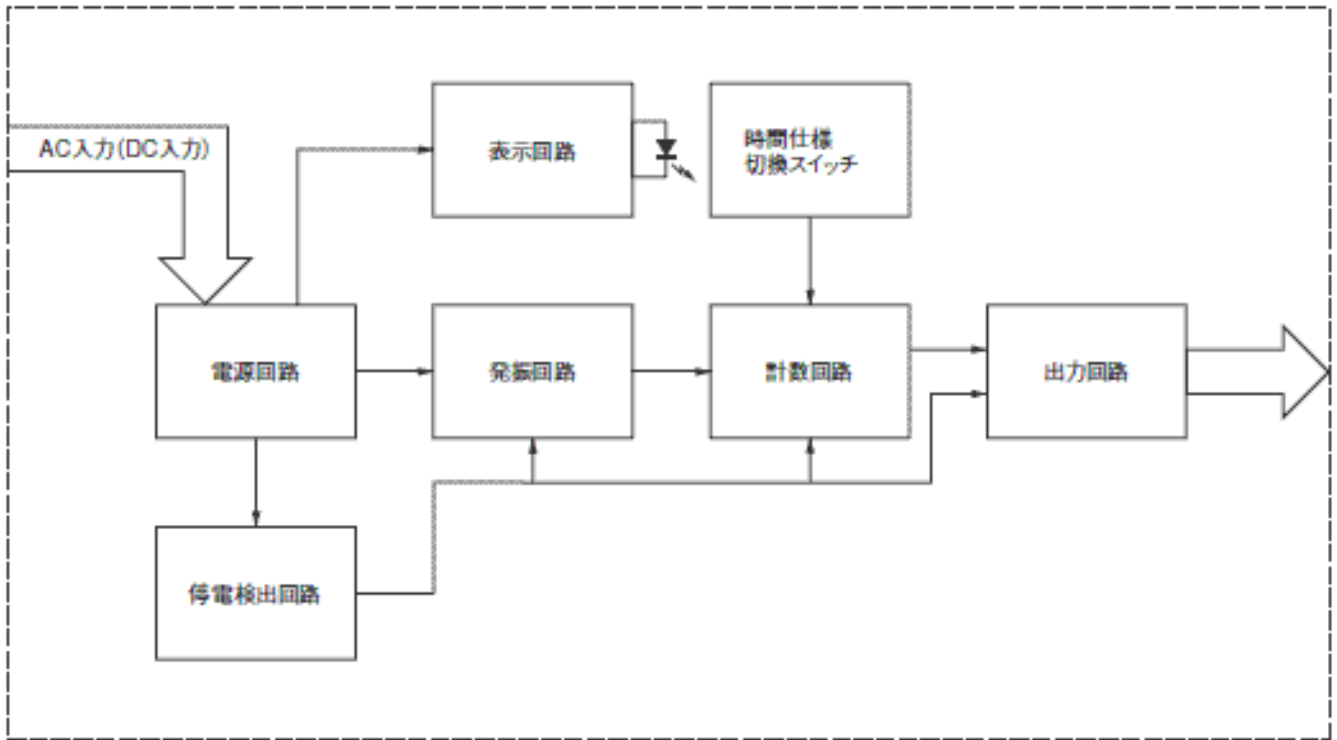 AC入力(DC入力)
表示回路
時間仕様
切換スイッチ
電源回路
発振回路
計数回路
出力回路
停電検出回路